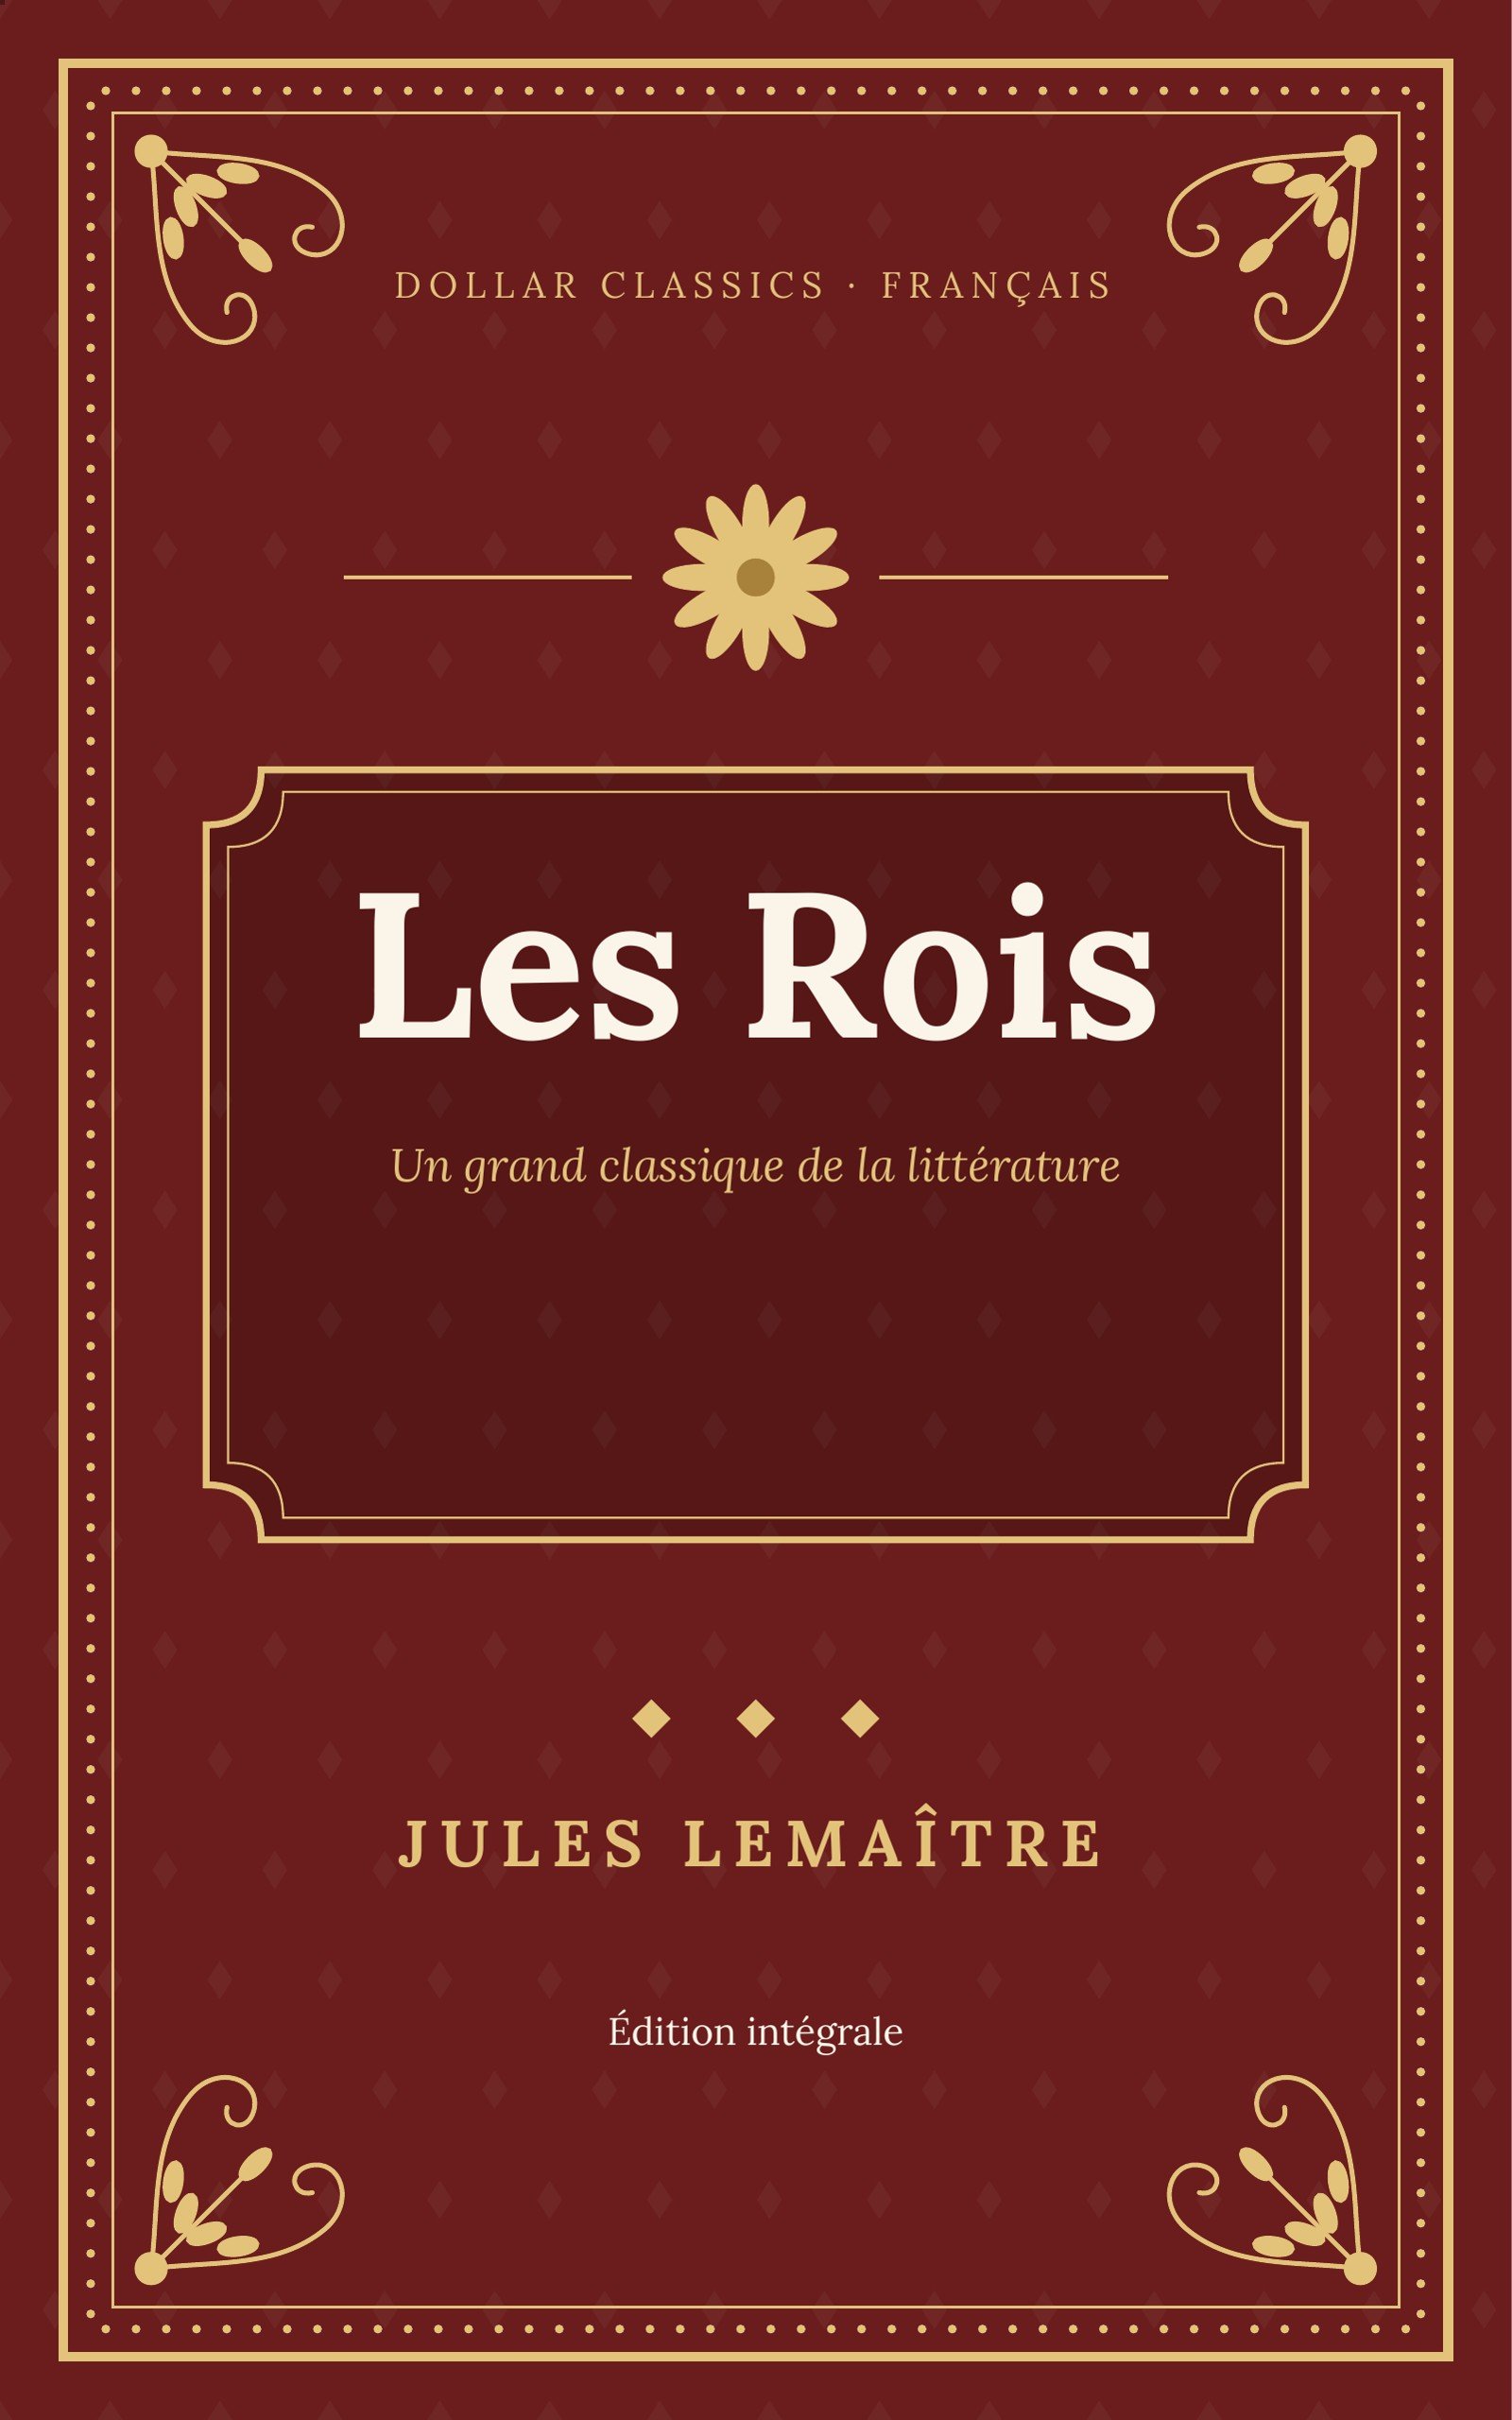 DOLLAR CLASSICS · FRANÇAIS
Les Rois
Un grand classique de la littérature
JULES LEMAÎTRE
Édition intégrale